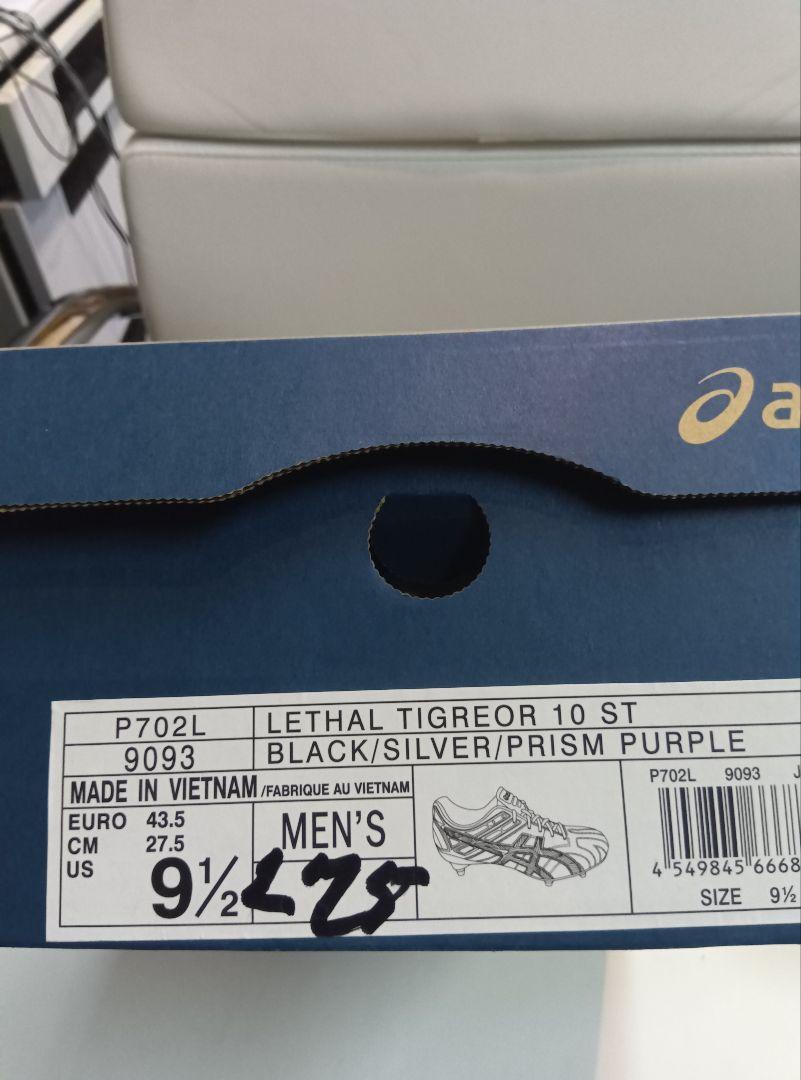 a
P702L LETHAL TIGREOR 10 ST
9093 BLACK/SILVER/PRISM PURPLE
MADE IN VIETNAM/FABRIQUE AU VIETNAM
EURO 43.5
CM 27.5
US 9½
MEN'S
P702L 9093 J
4 549845 6668
SIZE 9½